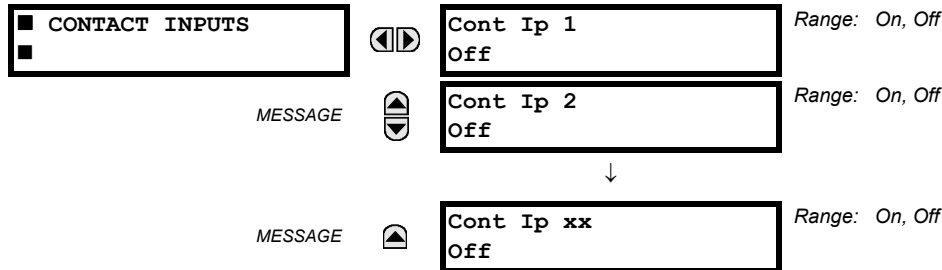 ■ CONTACT INPUTS
■
Cont Ip 1
Off
Range: On, Off
MESSAGE
Cont Ip 2
Off
Range: On, Off
↓
MESSAGE
Cont Ip xx
Off
Range: On, Off